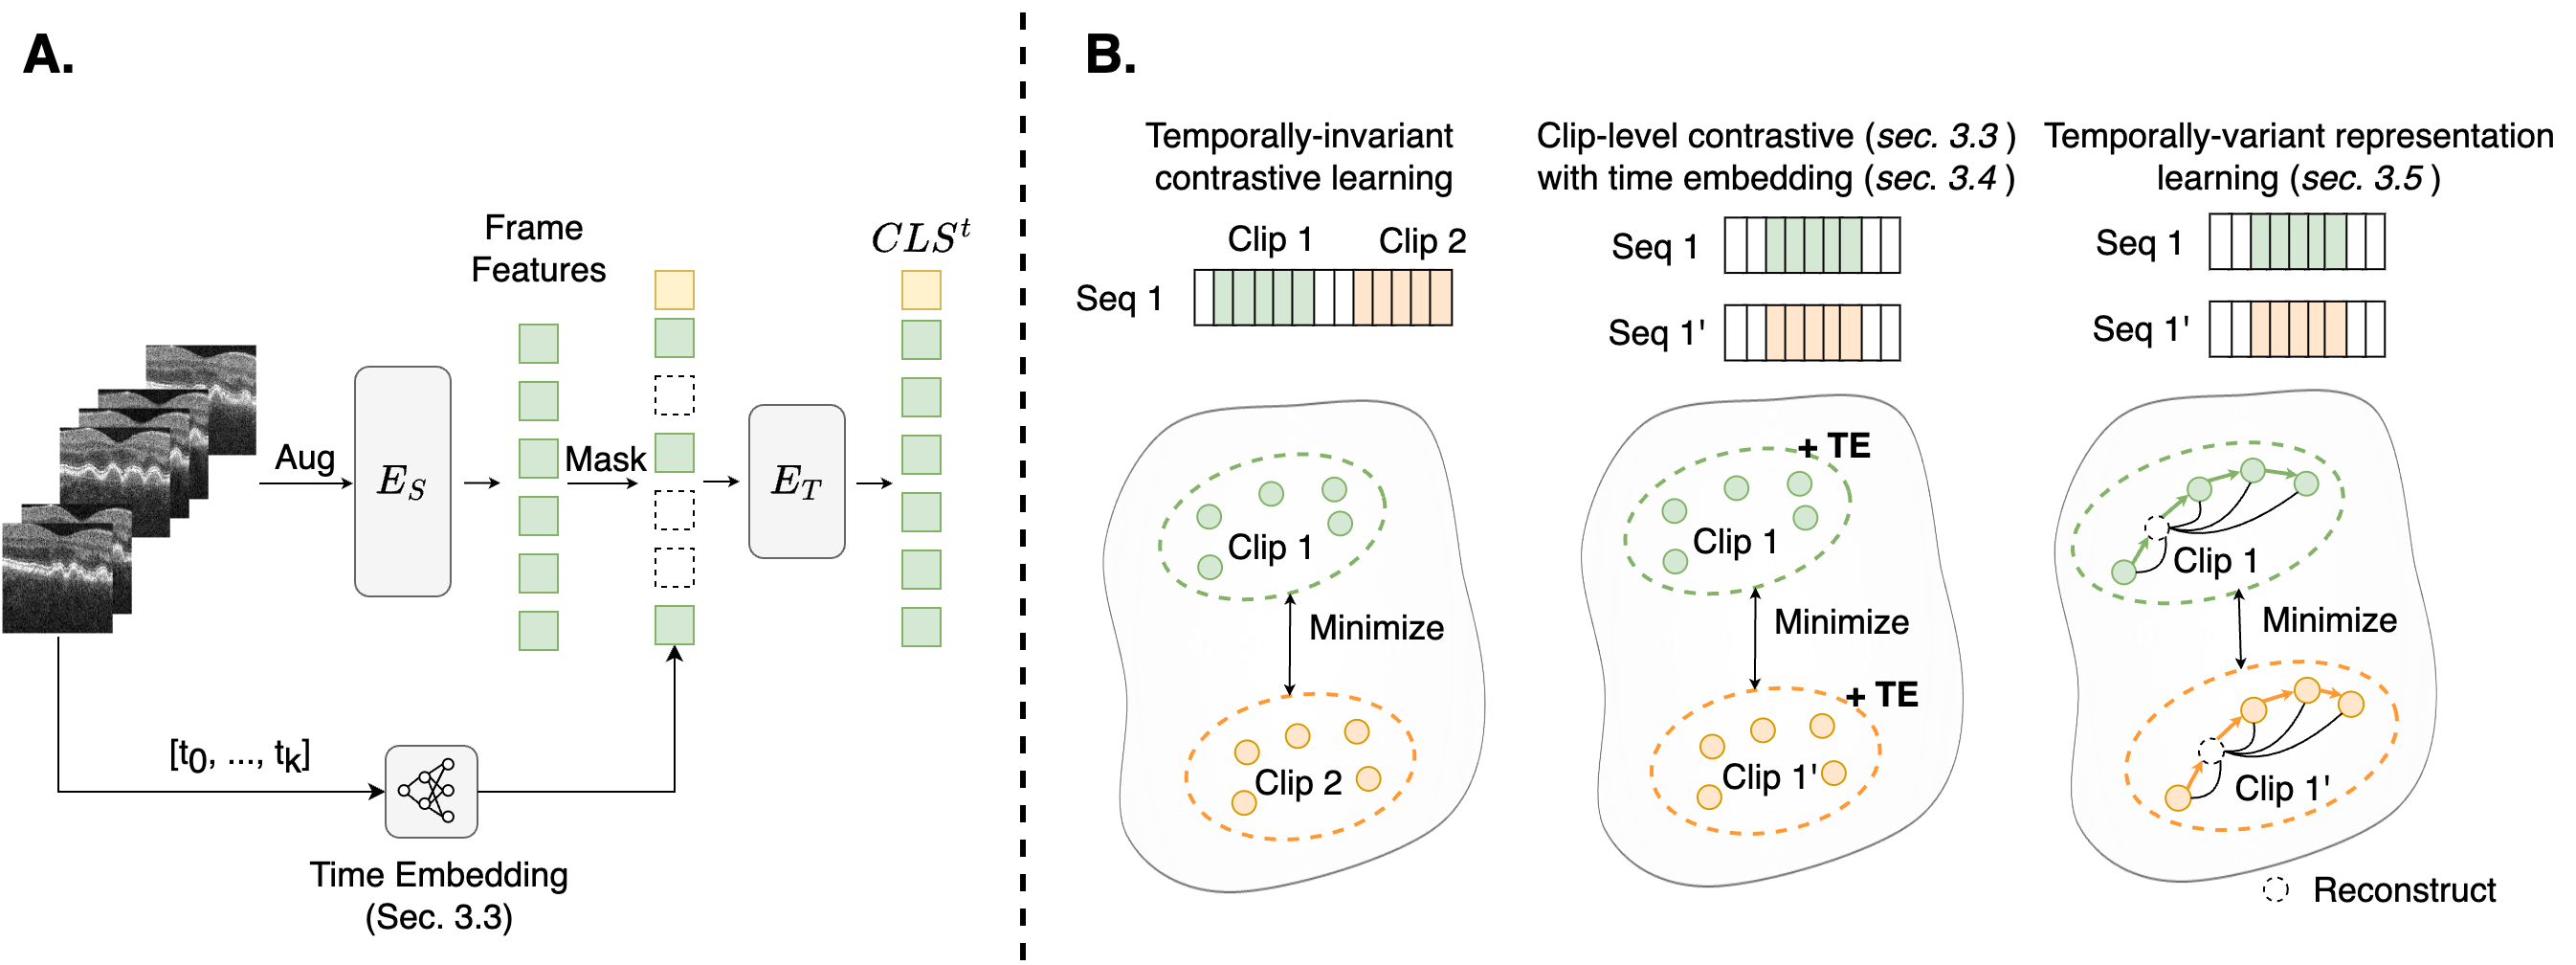 A.
Frame
Features
CLS^t
Aug
E_S
Mask
E_T
[t0, ..., tk]
Time Embedding
(Sec. 3.3)
B.
Temporally-invariant
contrastive learning
Clip 1 Clip 2
Seq 1
Clip 1
Minimize
Clip 2
Clip-level contrastive (sec. 3.3 )
with time embedding (sec. 3.4 )
Seq 1
Seq 1'
+ TE
Clip 1
Minimize
+ TE
Clip 1'
Temporally-variant representation
learning (sec. 3.5 )
Seq 1
Seq 1'
Clip 1
Minimize
Clip 1'
Reconstruct